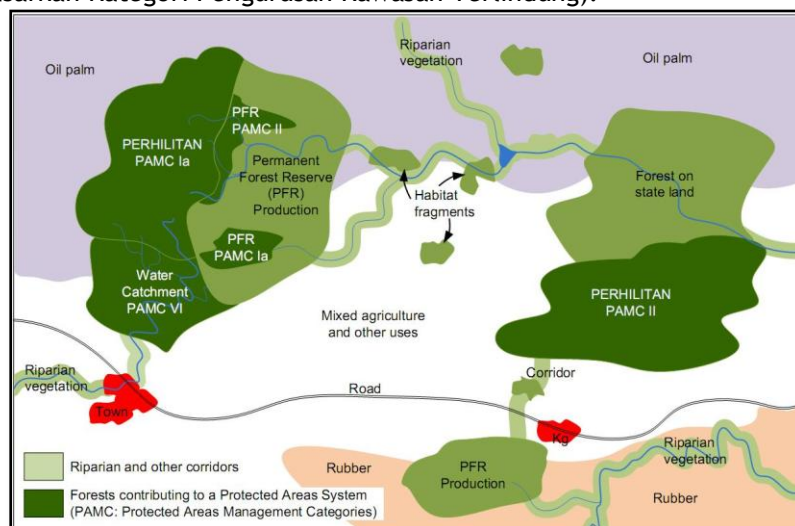 Kawasan Terlindung).
Oil palm
Riparian
vegetation
Oil palm
PERHILITAN
PAMC Ia
PFR
PAMC II
Permanent
Forest Reserve
(PFR)
Production
Habitat
fragments
Forest on
state land
PFR
PAMC Ia
Water
Catchment
PAMC VI
PERHILITAN
PAMC II
Mixed agriculture
and other uses
Riparian
vegetation
Town
Road
Corridor
Kg
Riparian
vegetation
Rubber
PFR
Production
Rubber
Riparian and other corridors
Forests contributing to a Protected Areas System
(PAMC: Protected Areas Management Categories)